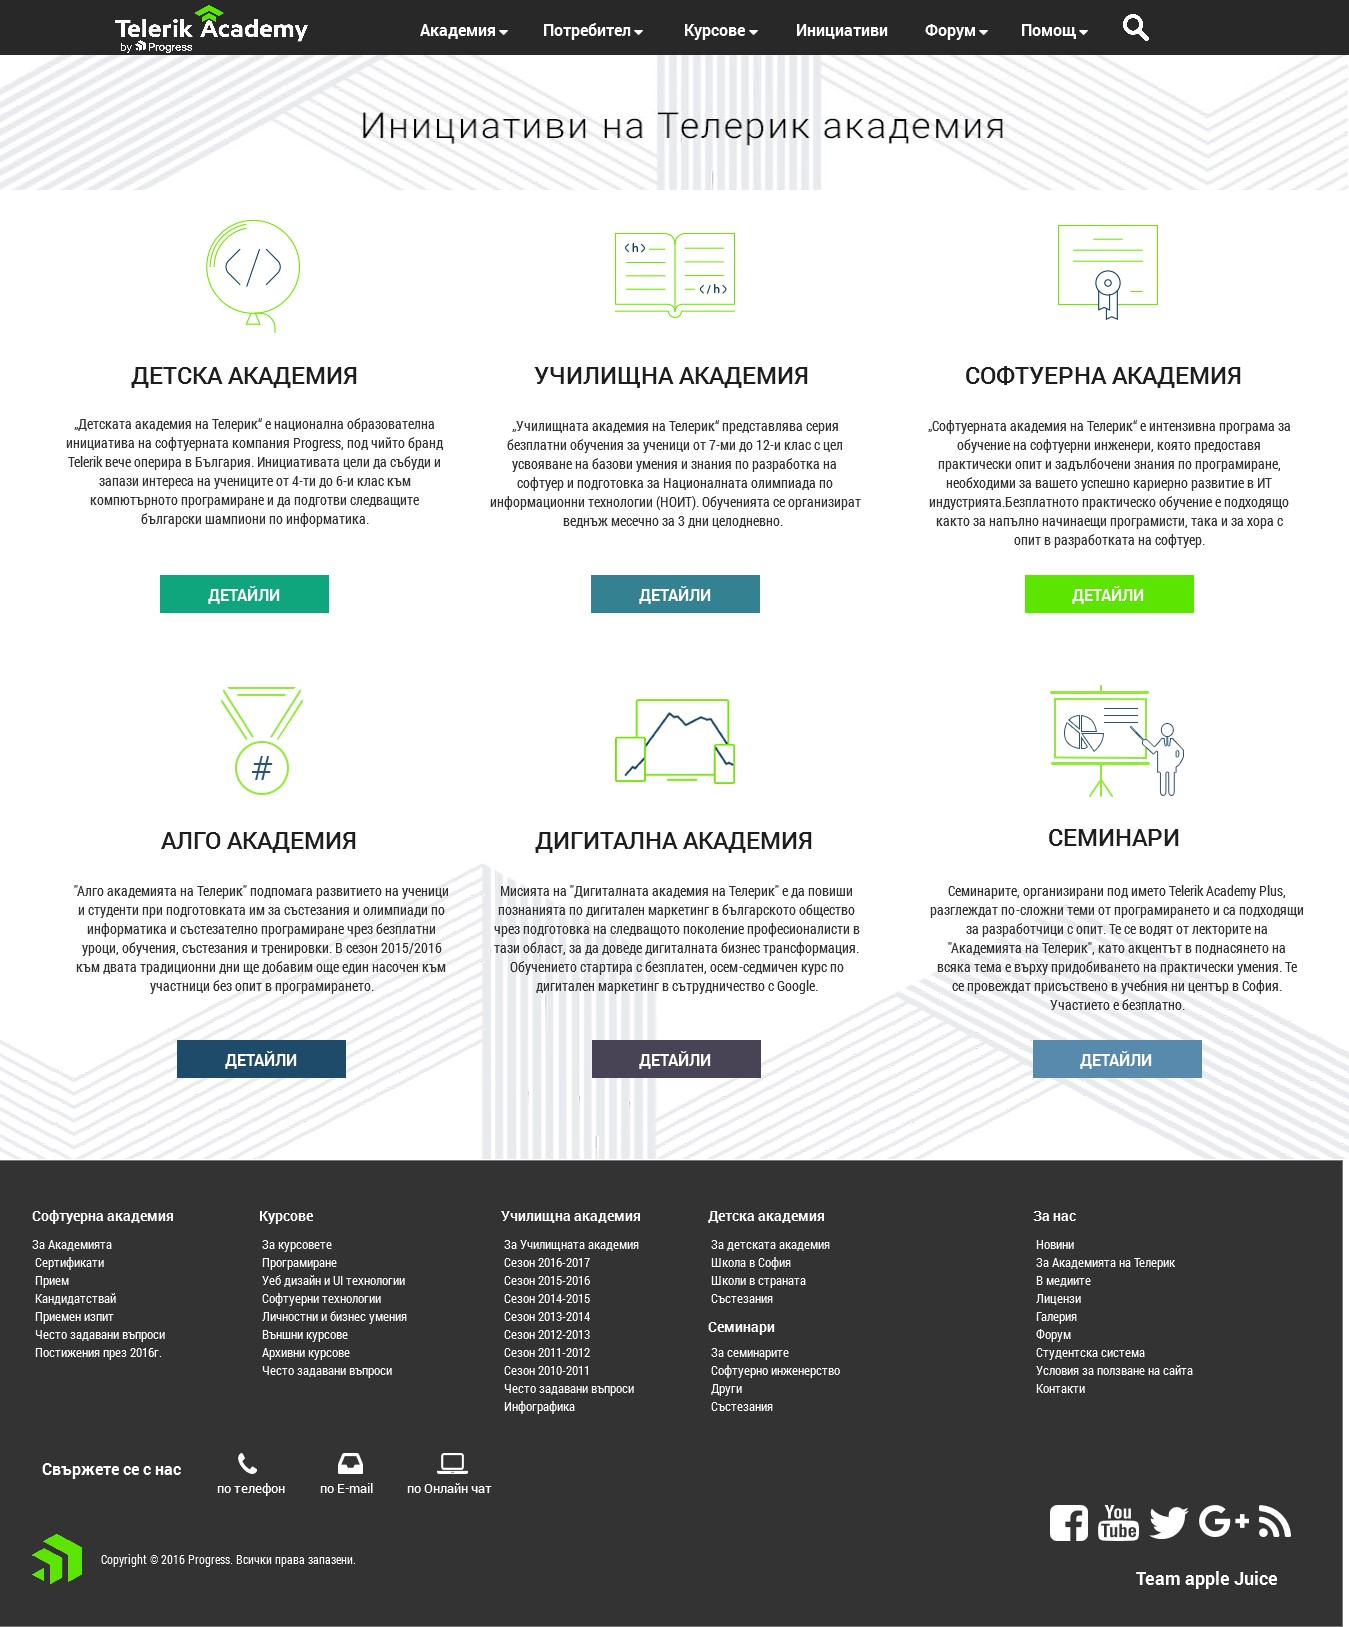 Telerik Academy
by Progress
Академия Потребител Курсове Инициативи Форум Помощ
Инициативи на Телерик академия
</>
<h>
</h>
ДЕТСКА АКАДЕМИЯ
„Детската академия на Телерик“ е национална образователна
инициатива на софтуерната компания Progress, под чийто бранд
Telerik вече оперира в България. Инициативата цели да събуди и
запази интереса на учениците от 4-ти до 6-и клас към
компютърното програмиране и да подготви следващите
български шампиони по информатика.
ДЕТАЙЛИ
УЧИЛИЩНА АКАДЕМИЯ
„Училищната академия на Телерик“ представлява серия
безплатни обучения за ученици от 7-ми до 12-и клас с цел
усвояване на базови умения и знания по разработка на
софтуер и подготовка за Националната олимпиада по
информационни технологии (НОИТ). Обученията се организират
веднъж месечно за 3 дни целодневно.
ДЕТАЙЛИ
СОФТУЕРНА АКАДЕМИЯ
„Софтуерната академия на Телерик“ е интензивна програма за
обучение на софтуерни инженери, която предоставя
практически опит и задълбочени знания по програмиране,
необходими за вашето успешно кариерно развитие в ИТ
индустрията.Безплатното практическо обучение е подходящо
както за напълно начинаещи програмисти, така и за хора с
опит в разработката на софтуер.
ДЕТАЙЛИ
#
АЛГО АКАДЕМИЯ
"Алго академията на Телерик" подпомага развитието на ученици
и студенти при подготовката им за състезания и олимпиади по
информатика и състезателно програмиране чрез безплатни
уроци, обучения, състезания и тренировки. В сезон 2015/2016
към двата традиционни дни ще добавим още един насочен към
участници без опит в програмирането.
ДЕТАЙЛИ
ДИГИТАЛНА АКАДЕМИЯ
Мисията на "Дигиталната академия на Телерик" е да повиши
познанията по дигитален маркетинг в българското общество
чрез подготовка на следващото поколение професионалисти в
тази област, за да доведе дигиталната бизнес трансформация.
Обучението стартира с безплатен, осем-седмичен курс по
дигитален маркетинг в сътрудничество с Google.
ДЕТАЙЛИ
СЕМИНАРИ
Семинарите, организирани под името Telerik Academy Plus,
разглеждат по-сложни теми от програмирането и са подходящи
за разработчици с опит. Те се водят от лекторите на
"Академията на Телерик", като акцентът в поднасянето на
всяка тема е върху придобиването на практически умения. Те
се провеждат присъствено в учебния ни център в София.
Участието е безплатно.
ДЕТАЙЛИ
Софтуерна академия
За Академията
Сертификати
Прием
Кандидатствай
Приемен изпит
Често задавани въпроси
Постижения през 2016г.
Курсове
За курсовете
Програмиране
Уеб дизайн и UI технологии
Софтуерни технологии
Личностни и бизнес умения
Външни курсове
Архивни курсове
Често задавани въпроси
Училищна академия
За Училищната академия
Сезон 2016-2017
Сезон 2015-2016
Сезон 2014-2015
Сезон 2013-2014
Сезон 2012-2013
Сезон 2011-2012
Сезон 2010-2011
Често задавани въпроси
Инфографика
Детска академия
За детската академия
Школа в София
Школи в страната
Състезания
Семинари
За семинарите
Софтуерно инженерство
Други
Състезания
За нас
Новини
За Академията на Телерик
В медиите
Лицензи
Галерия
Форум
Студентска система
Условия за ползване на сайта
Контакти
Свържете се с нас
по телефон
по E-mail
по Онлайн чат
You
Tube
G+
Copyright © 2016 Progress. Всички права запазени.
Team apple Juice